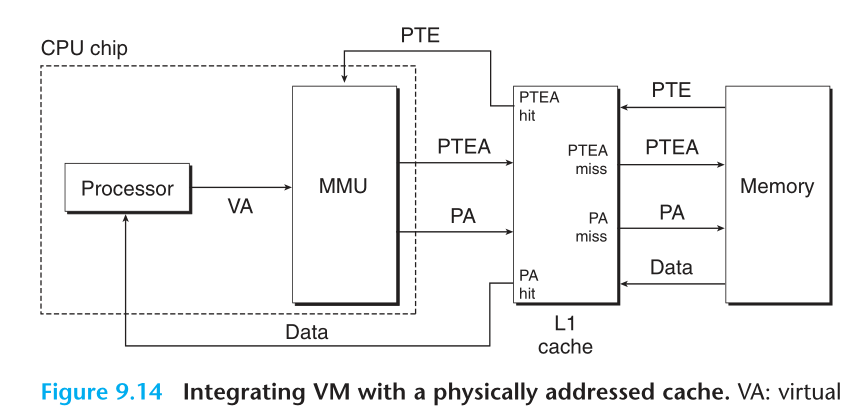 PTE
CPU chip
PTEA
hit
PTE
PTEA
PTEA
miss
PTEA
Processor
MMU
Memory
VA
PA
PA
miss
PA
PA
hit
Data
Data
L1
cache
Figure 9.14 Integrating VM with a physically addressed cache. VA: virtual